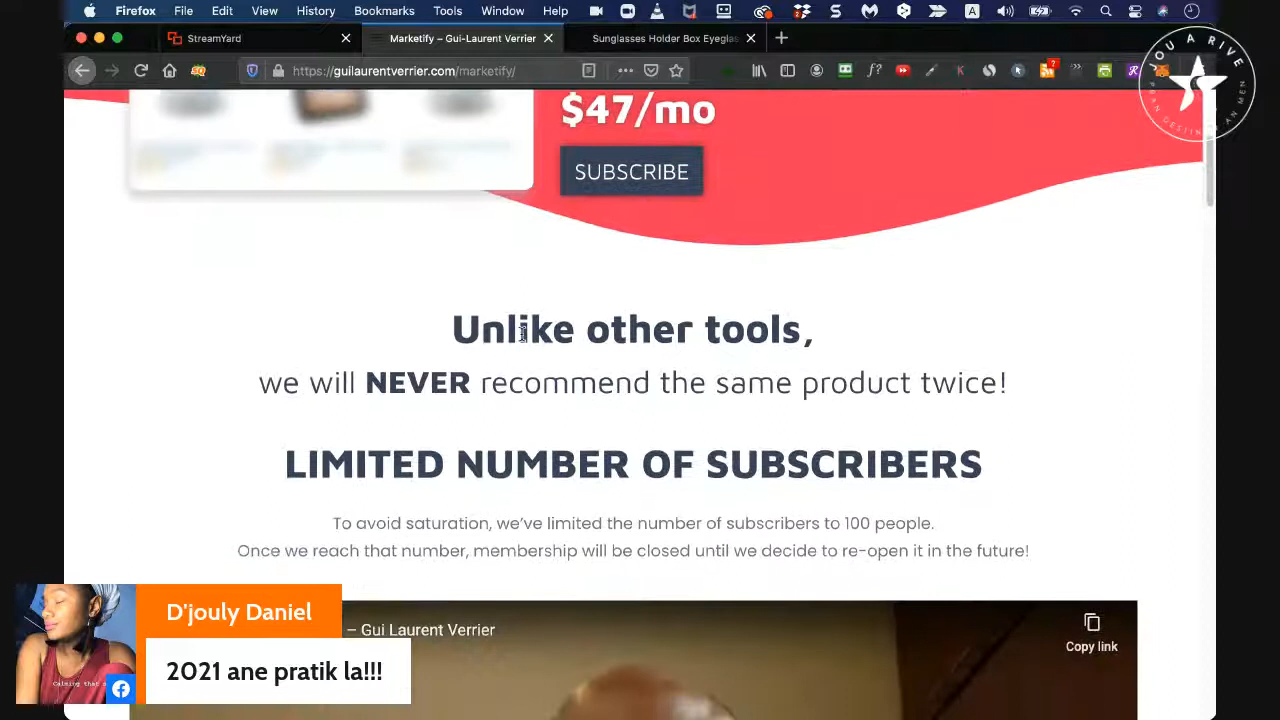 Firefox File Edit View History Bookmarks Tools Window Help
StreamYard
Marketify – Gui-Laurent Verrier
Sunglasses Holder Box Eyeglas
https://guilaurentverrier.com/marketify/
$47/mo
SUBSCRIBE
Unlike other tools,
we will NEVER recommend the same product twice!
LIMITED NUMBER OF SUBSCRIBERS
To avoid saturation, we've limited the number of subscribers to 100 people.
Once we reach that number, membership will be closed until we decide to re-open it in the future!
– Gui Laurent Verrier
Copy link
D'jouly Daniel
2021 ane pratik la!!!